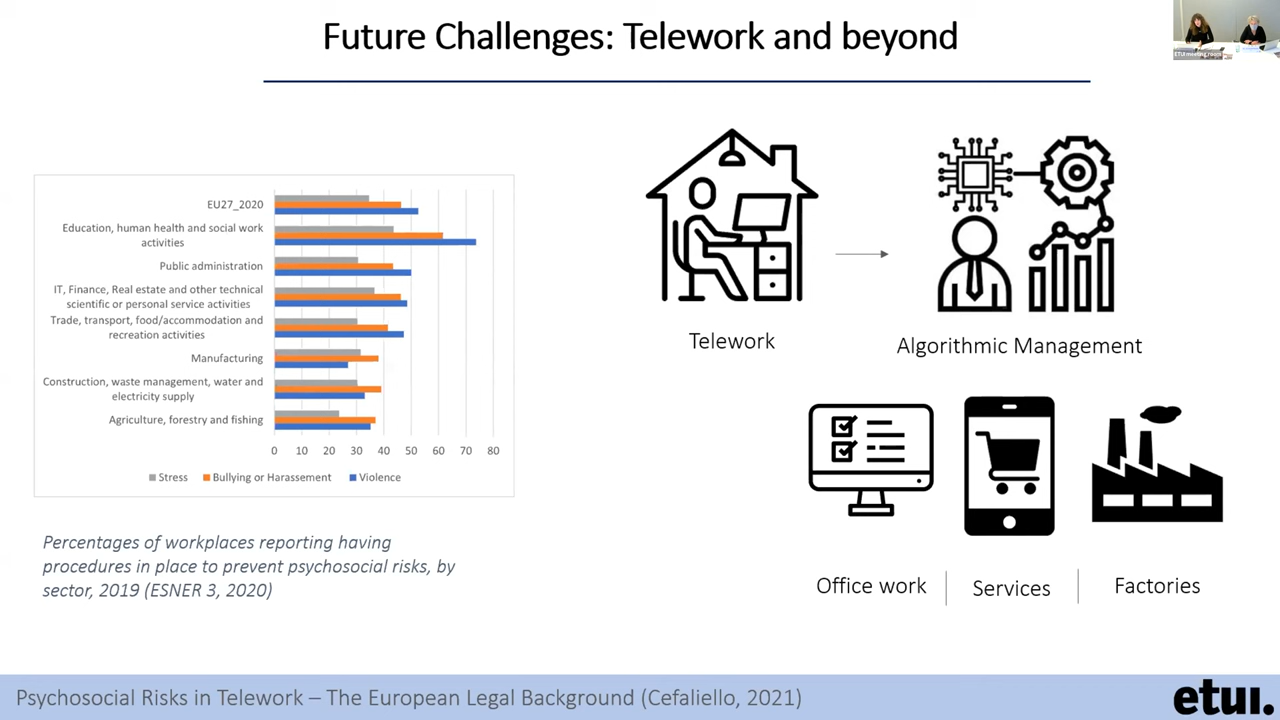 Future Challenges: Telework and beyond
ETUI meeting room
EU27_2020
Education, human health and social work
activities
Public administration
IT, Finance, Real estate and other technical
scientific or personal service activities
Trade, transport, food/accommodation and
recreation activities
Manufacturing
Construction, waste management, water and
electricity supply
Agriculture, forestry and fishing
0 10 20 30 40 50 60 70 80
Stress Bullying or Harassement Violence
Percentages of workplaces reporting having
procedures in place to prevent psychosocial risks, by
sector, 2019 (ESNER 3, 2020)
Telework
Algorithmic Management
Office work
Services
Factories
Psychosocial Risks in Telework – The European Legal Background (Cefaliello, 2021)
etui.